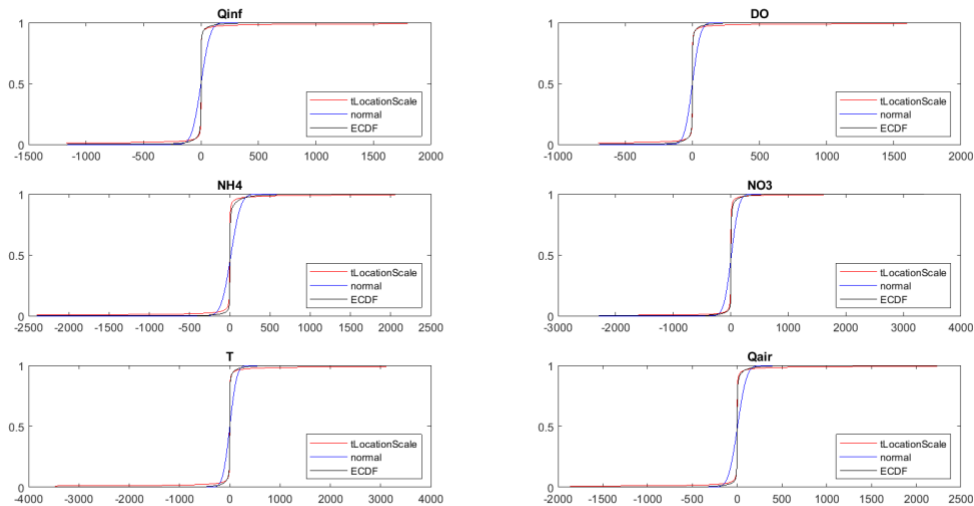 Qinf
1
0.5
0
-1500 -1000 -500 0 500 1000 1500 2000
tLocationScale
normal
ECDF
DO
1
0.5
0
-1000 -500 0 500 1000 1500 2000
tLocationScale
normal
ECDF
NH4
1
0.5
0
-2500 -2000 -1500 -1000 -500 0 500 1000 1500 2000 2500
tLocationScale
normal
ECDF
NO3
1
0.5
0
-3000 -2000 -1000 0 1000 2000 3000 4000
tLocationScale
normal
ECDF
T
1
0.5
0
-4000 -3000 -2000 -1000 0 1000 2000 3000 4000
tLocationScale
normal
ECDF
Qair
1
0.5
0
-2000 -1500 -1000 -500 0 500 1000 1500 2000 2500
tLocationScale
normal
ECDF